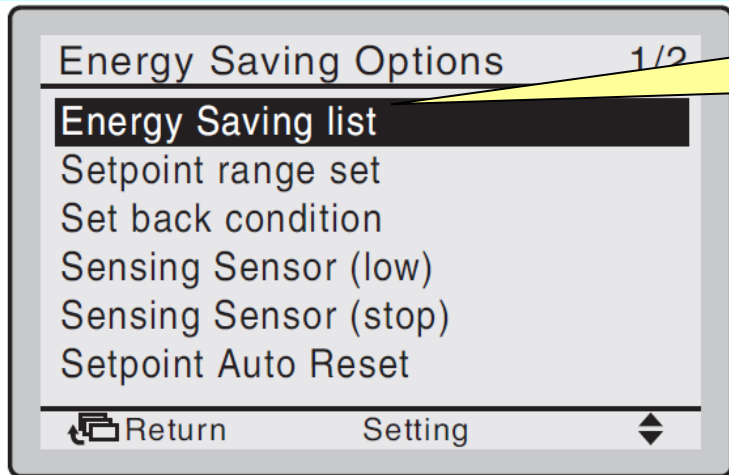 Energy Saving Options 1/2
Energy Saving list
Setpoint range set
Set back condition
Sensing Sensor (low)
Sensing Sensor (stop)
Setpoint Auto Reset
Return Setting